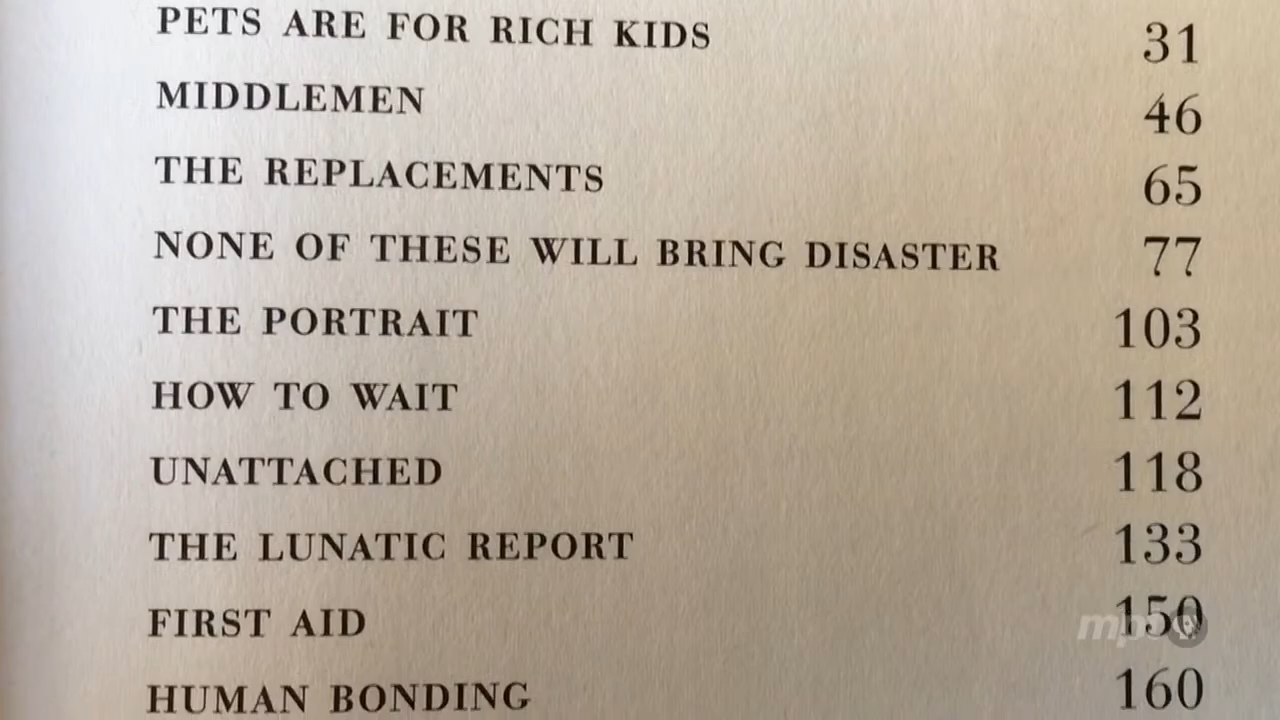 PETS ARE FOR RICH KIDS 31
MIDDLEMEN 46
THE REPLACEMENTS 65
NONE OF THESE WILL BRING DISASTER 77
THE PORTRAIT 103
HOW TO WAIT 112
UNATTACHED 118
THE LUNATIC REPORT 133
FIRST AID 150
HUMAN BONDING 160